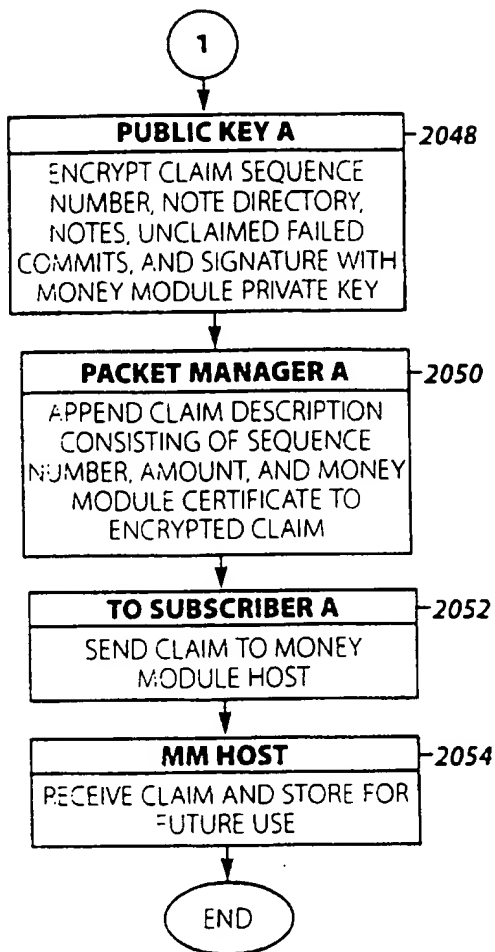 1
PUBLIC KEY A
2048
ENCRYPT CLAIM SEQUENCE
NUMBER, NOTE DIRECTORY,
NOTES, UNCLAIMED FAILED
COMMITS, AND SIGNATURE WITH
MONEY MODULE PRIVATE KEY
PACKET MANAGER A
2050
APPEND CLAIM DESCRIPTION
CONSISTING OF SEQUENCE
NUMBER, AMOUNT, AND MONEY
MODULE CERTIFICATE TO
ENCRYPTED CLAIM
TO SUBSCRIBER A
2052
SEND CLAIM TO MONEY
MODULE HOST
MM HOST
2054
RECEIVE CLAIM AND STORE FOR
FUTURE USE
END